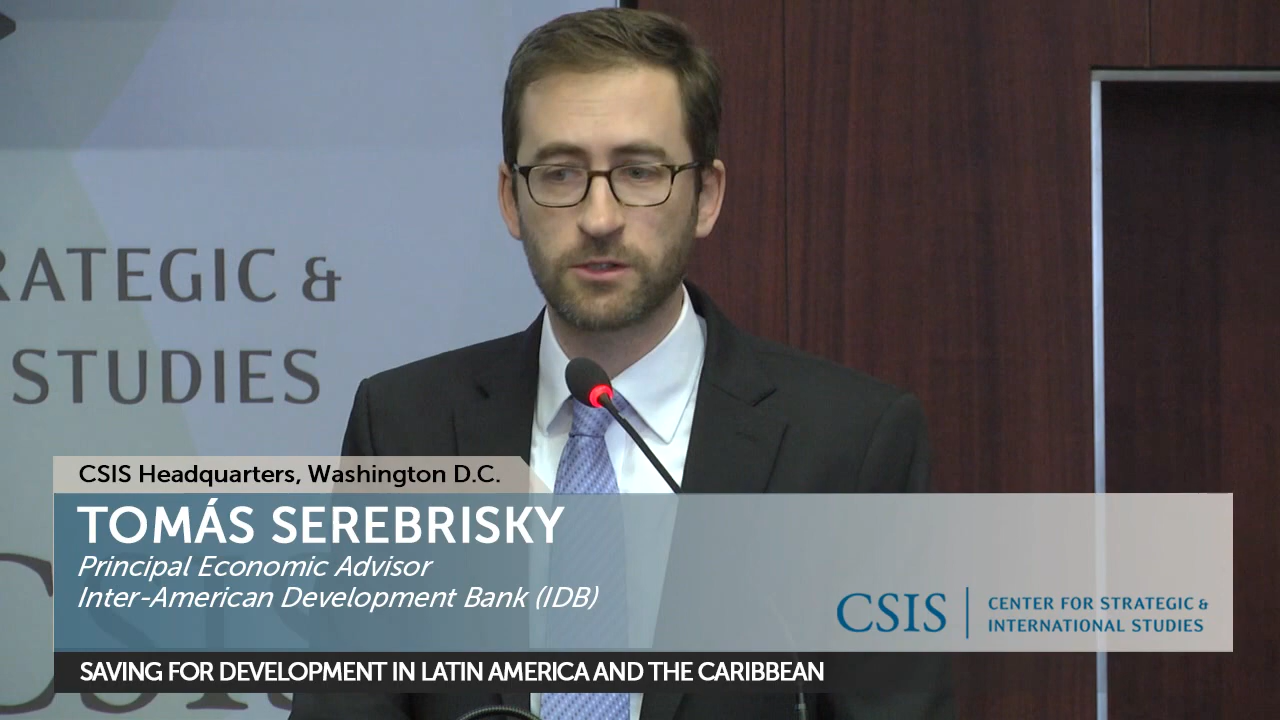 RATEGIC &
STUDIES
CSIS Headquarters, Washington D.C.
TOMÁS SEREBRISKY
Principal Economic Advisor
Inter-American Development Bank (IDB)
CSIS
CENTER FOR STRATEGIC &
INTERNATIONAL STUDIES
SAVING FOR DEVELOPMENT IN LATIN AMERICA AND THE CARIBBEAN